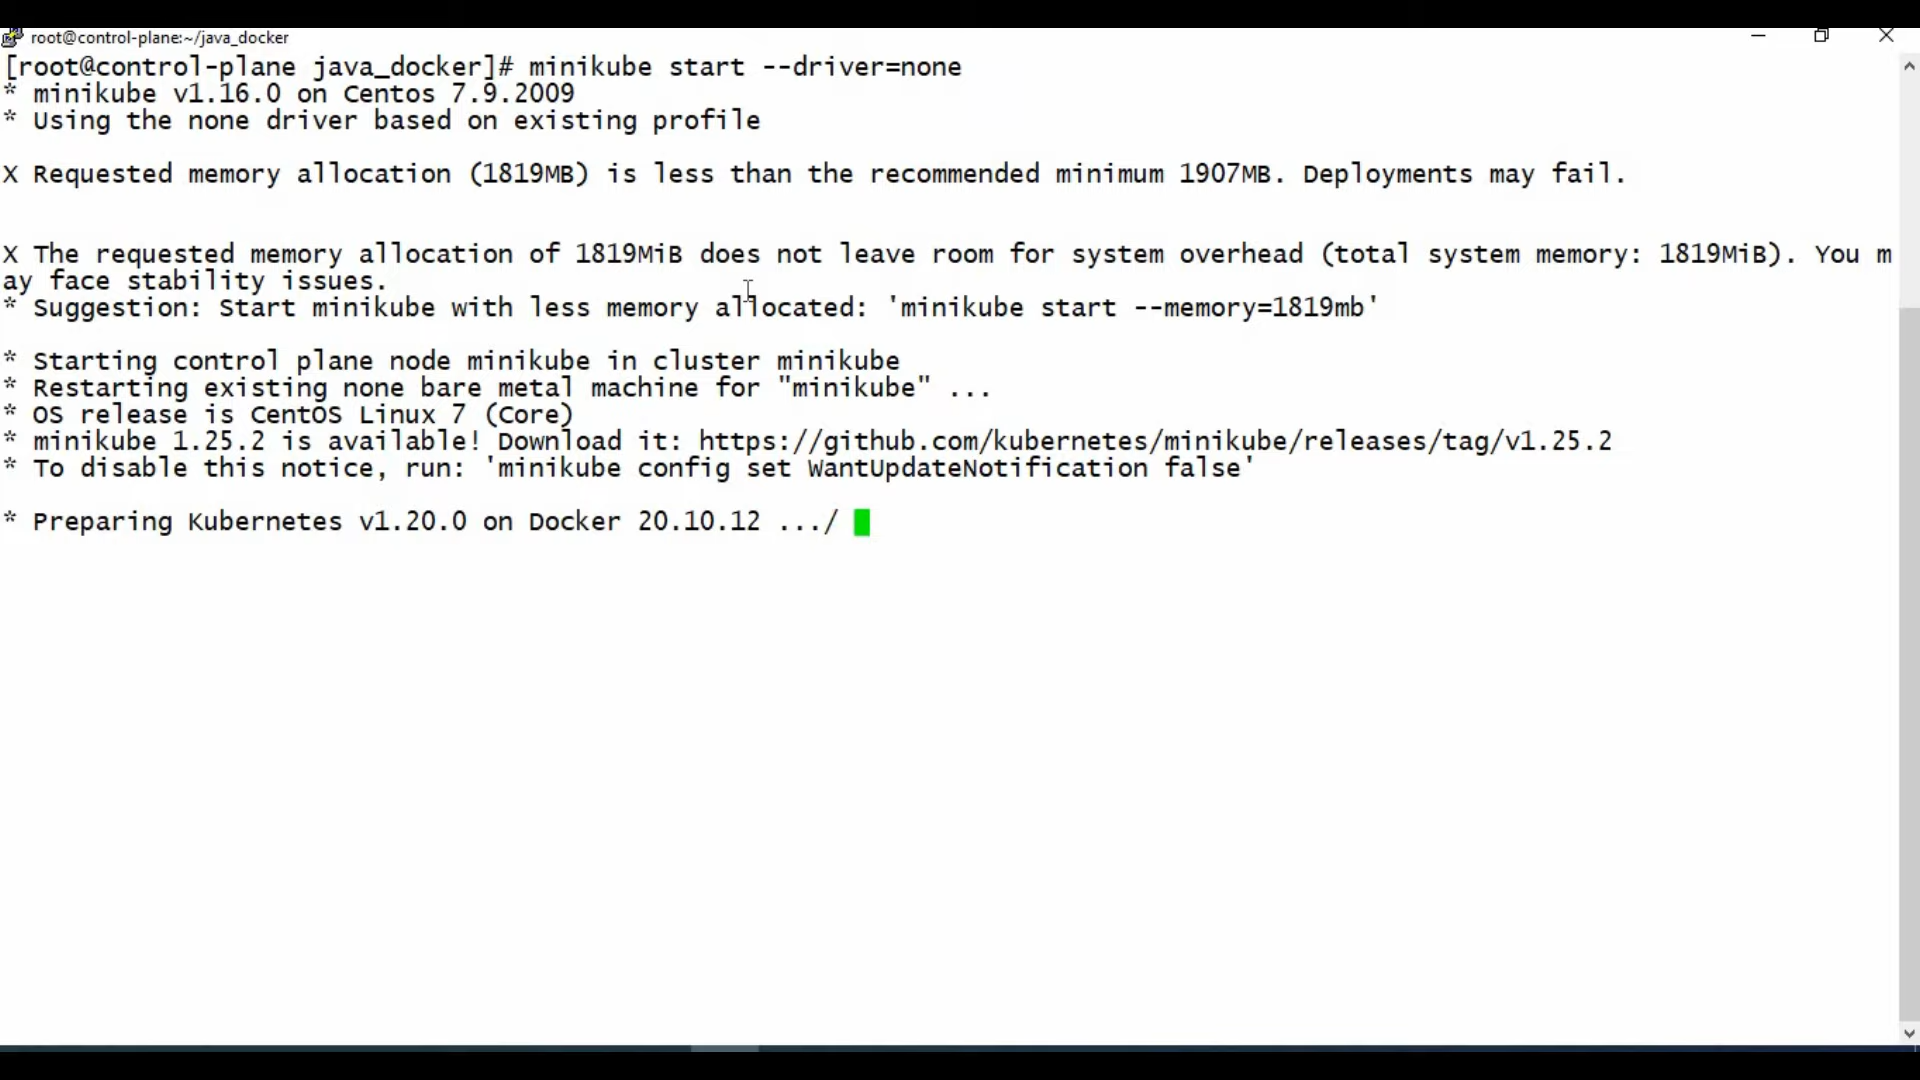 root@control-plane:~/java_docker
[root@control-plane java_docker]# minikube start --driver=none
* minikube v1.16.0 on Centos 7.9.2009
* Using the none driver based on existing profile
X Requested memory allocation (1819MB) is less than the recommended minimum 1907MB. Deployments may fail.
X The requested memory allocation of 1819MiB does not leave room for system overhead (total system memory: 1819MiB). You m
ay face stability issues.
* Suggestion: Start minikube with less memory allocated: 'minikube start --memory=1819mb'
* Starting control plane node minikube in cluster minikube
* Restarting existing none bare metal machine for "minikube" ...
* OS release is CentOS Linux 7 (Core)
* minikube 1.25.2 is available! Download it: https://github.com/kubernetes/minikube/releases/tag/v1.25.2
* To disable this notice, run: 'minikube config set WantUpdateNotification false'
* Preparing Kubernetes v1.20.0 on Docker 20.10.12 .../